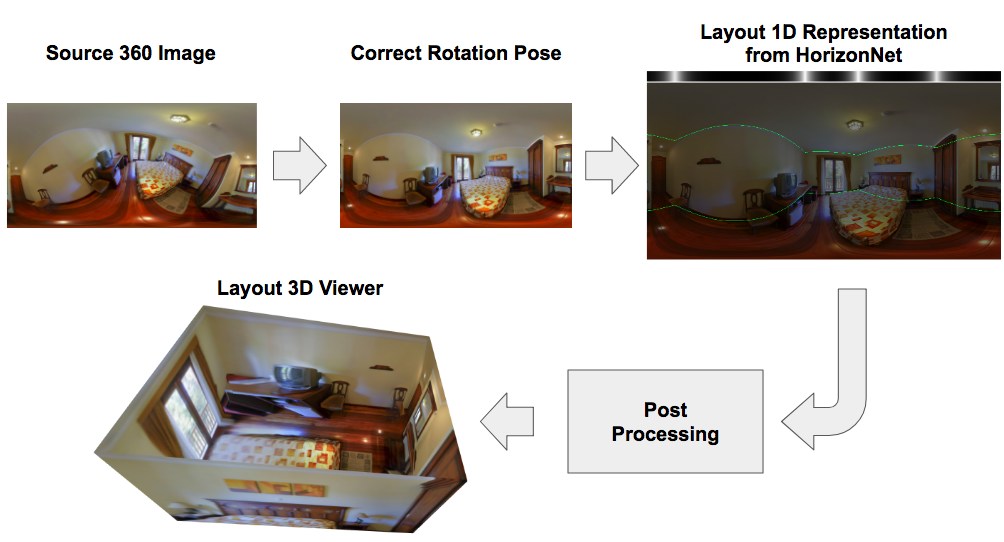 Source 360 Image
Correct Rotation Pose
Layout 1D Representation
from HorizonNet
Layout 3D Viewer
Post
Processing